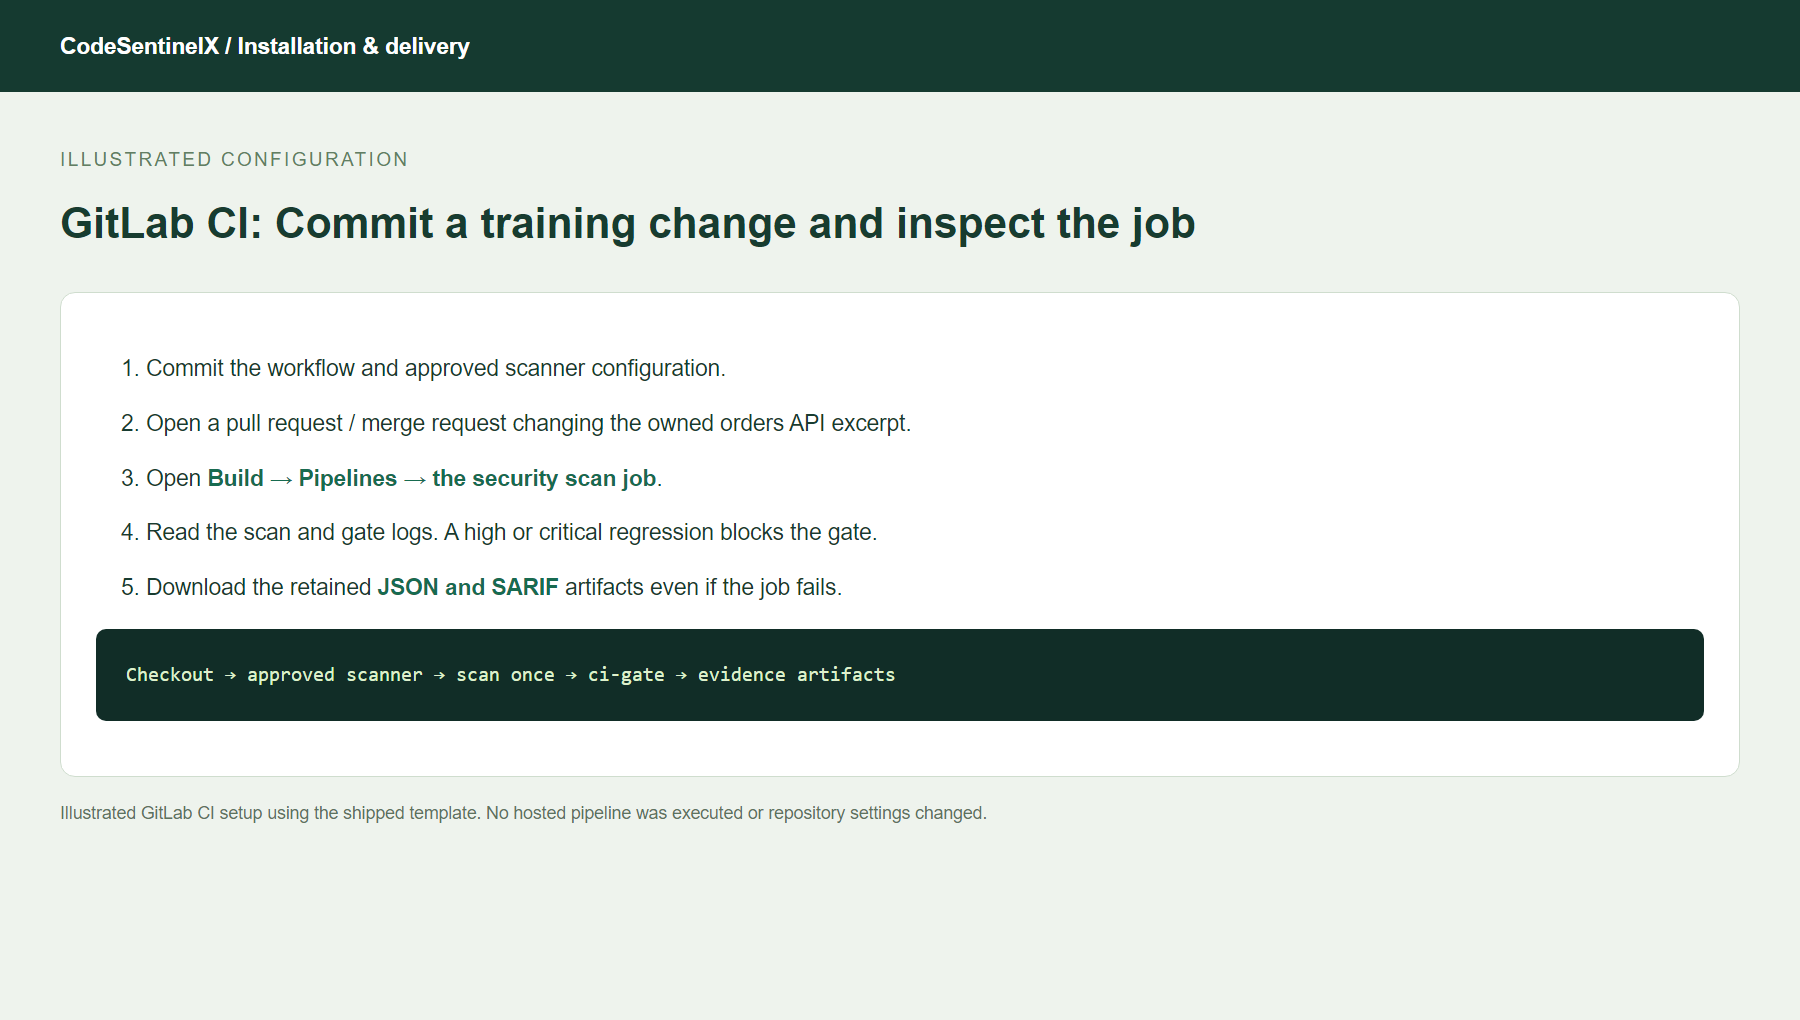 CodeSentinelX / Installation & delivery
ILLUSTRATED CONFIGURATION
GitLab CI: Commit a training change and inspect the job
1. Commit the workflow and approved scanner configuration.
2. Open a pull request / merge request changing the owned orders API excerpt.
3. Open Build → Pipelines → the security scan job.
4. Read the scan and gate logs. A high or critical regression blocks the gate.
5. Download the retained JSON and SARIF artifacts even if the job fails.
Checkout → approved scanner → scan once → ci-gate → evidence artifacts
Illustrated GitLab CI setup using the shipped template. No hosted pipeline was executed or repository settings changed.